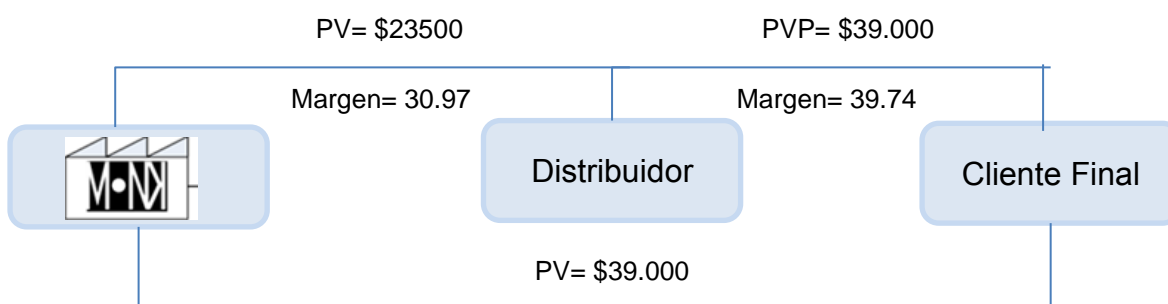 PV= $23500
PVP= $39.000
Margen= 30.97
Margen= 39.74
Distribuidor
Cliente Final
PV= $39.000